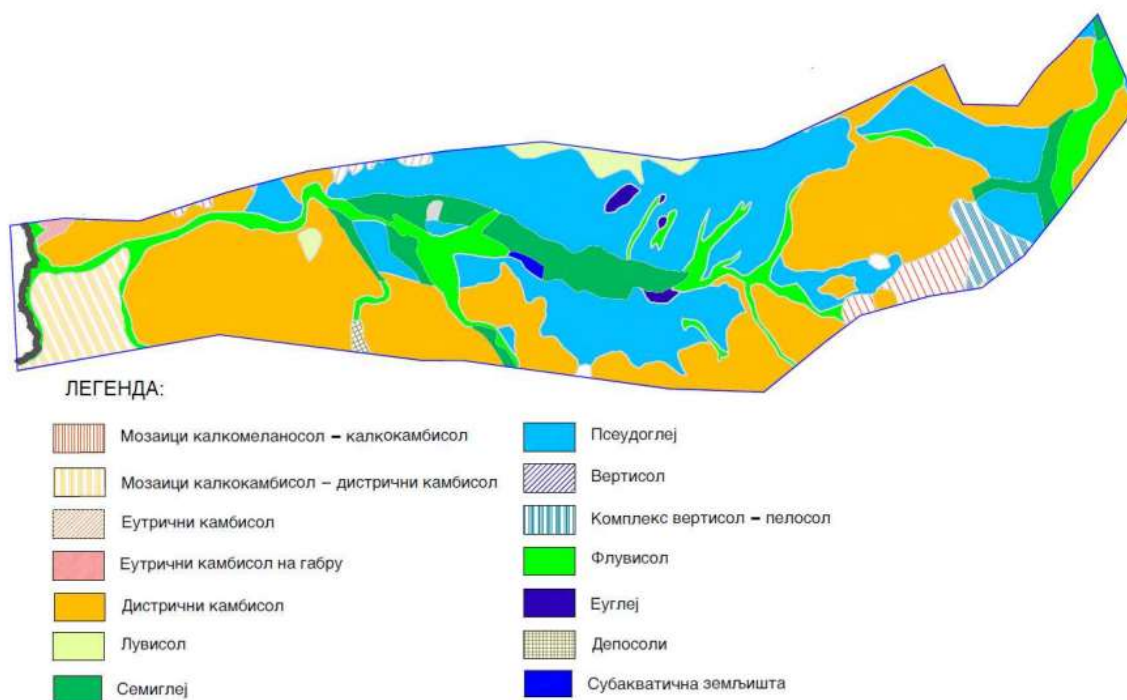 ЛЕГЕНДА:
Мозаици калкомеланосол – калкокамбисол
Мозаици калкокамбисол – дистрични камбисол
Еутрични камбисол
Еутрични камбисол на габру
Дистрични камбисол
Лувисол
Семиглеј
Псеудоглеј
Вертисол
Комплекс вертисол – пелосол
Флувисол
Еуглеј
Депосоли
Субакватична земљишта